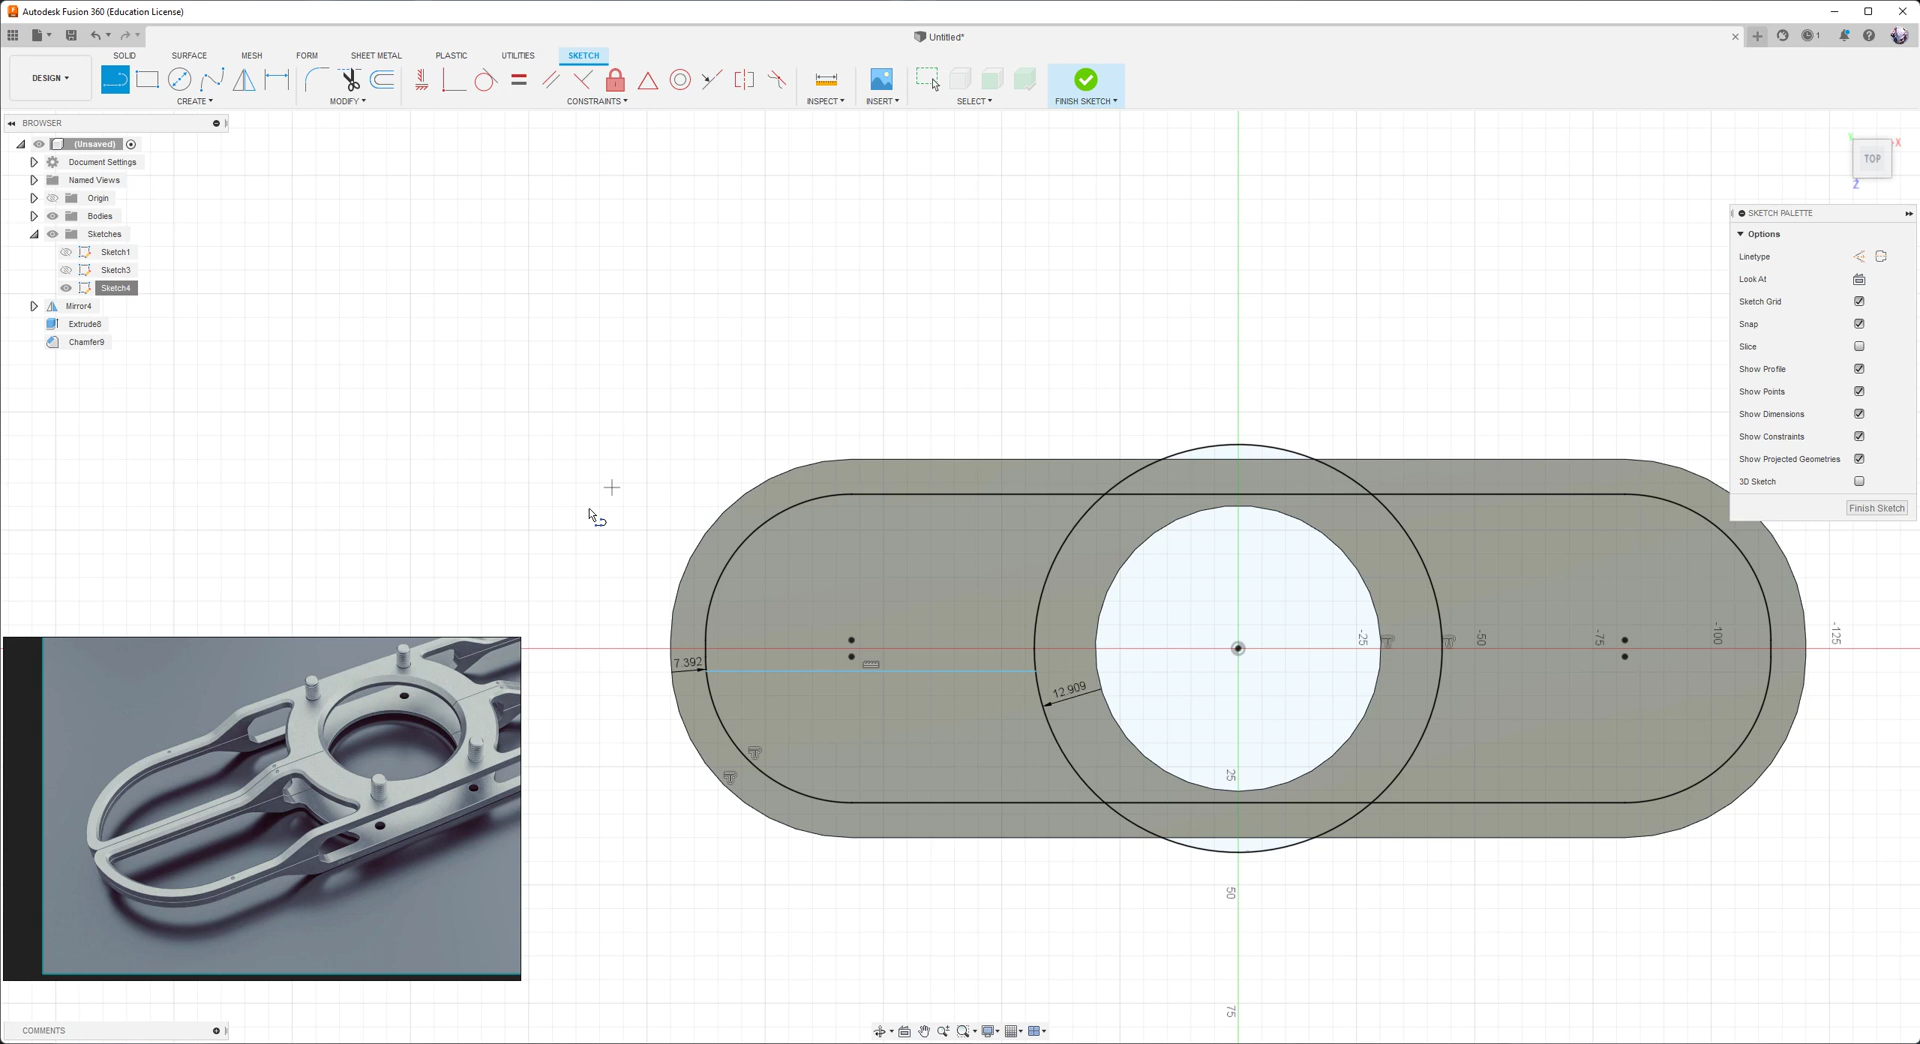 Autodesk Fusion 360 (Education License)
Untitled*
1
SOLID SURFACE MESH FORM SHEET METAL PLASTIC UTILITIES SKETCH
DESIGN
CREATE MODIFY CONSTRAINTS INSPECT INSERT SELECT FINISH SKETCH
BROWSER
(Unsaved)
Document Settings
Named Views
Origin
Bodies
Sketches
Sketch1
Sketch3
Sketch4
Mirror4
Extrude8
Chamfer9
Y
X
TOP
Z
SKETCH PALETTE
Options
Linetype
Look At
Sketch Grid
Snap
Slice
Show Profile
Show Points
Show Dimensions
Show Constraints
Show Projected Geometries
3D Sketch
Finish Sketch
-25
-50
-75
-100
-125
7.392
12.909
25
50
75
COMMENTS